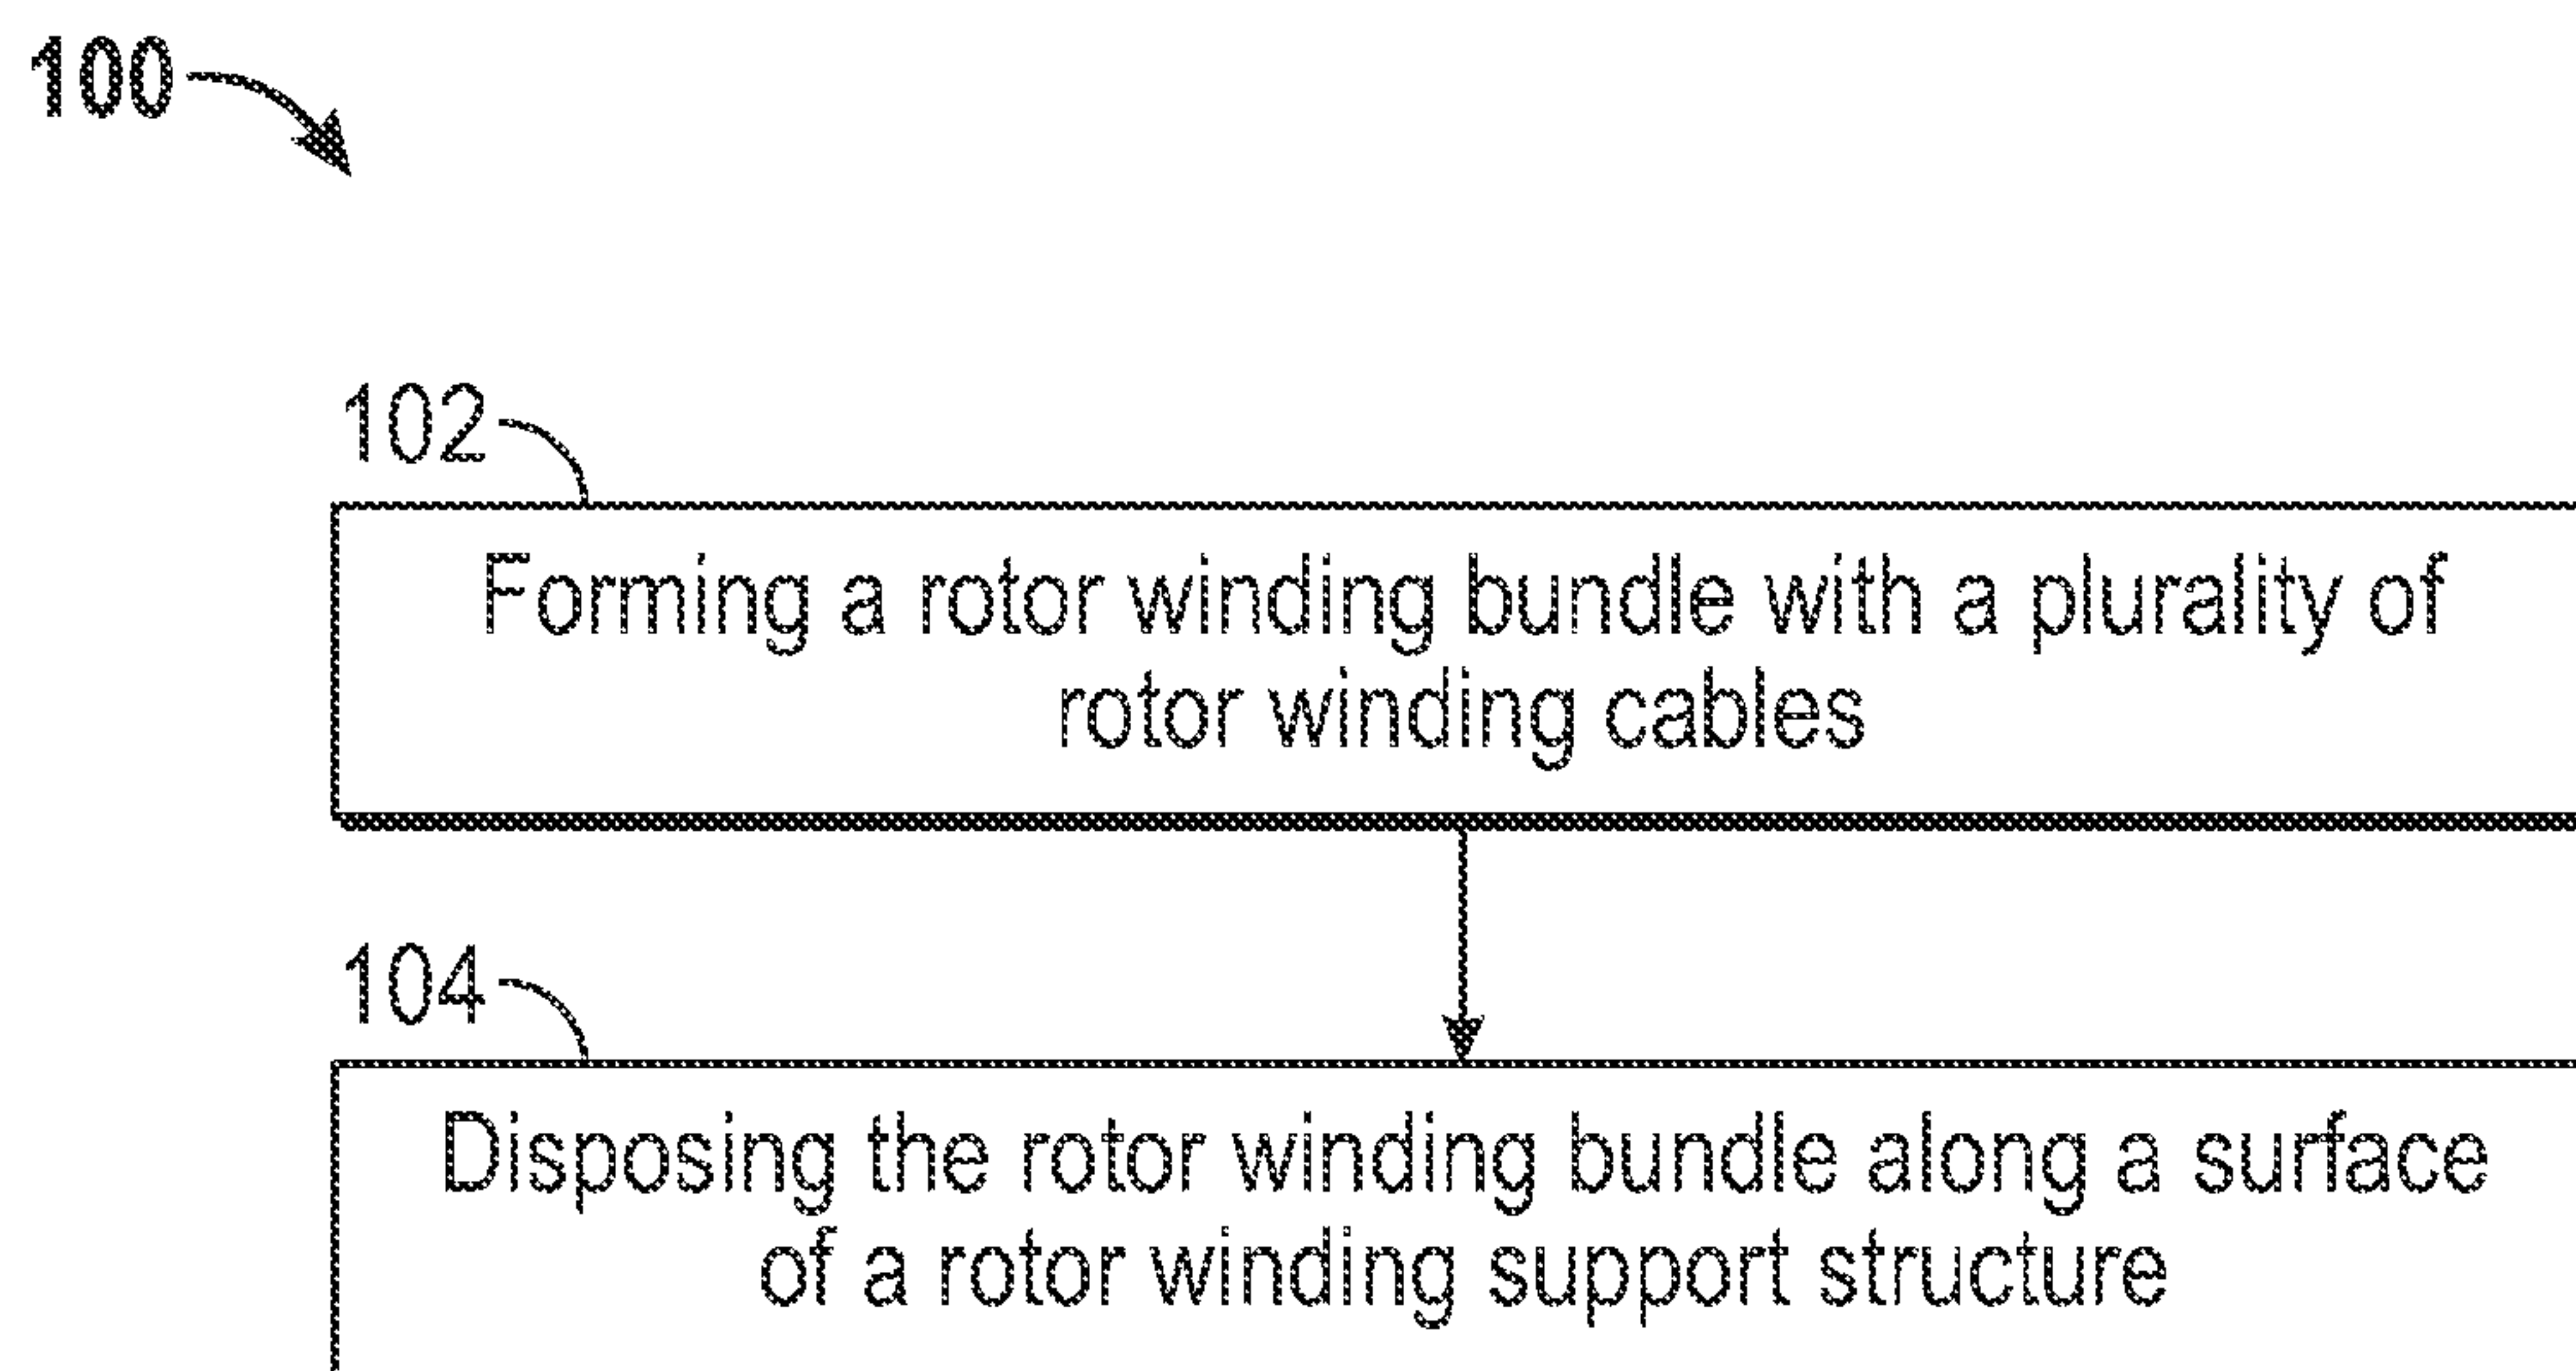 100
102
Forming a rotor winding bundle with a plurality of
rotor winding cables
104
Disposing the rotor winding bundle along a surface
of a rotor winding support structure